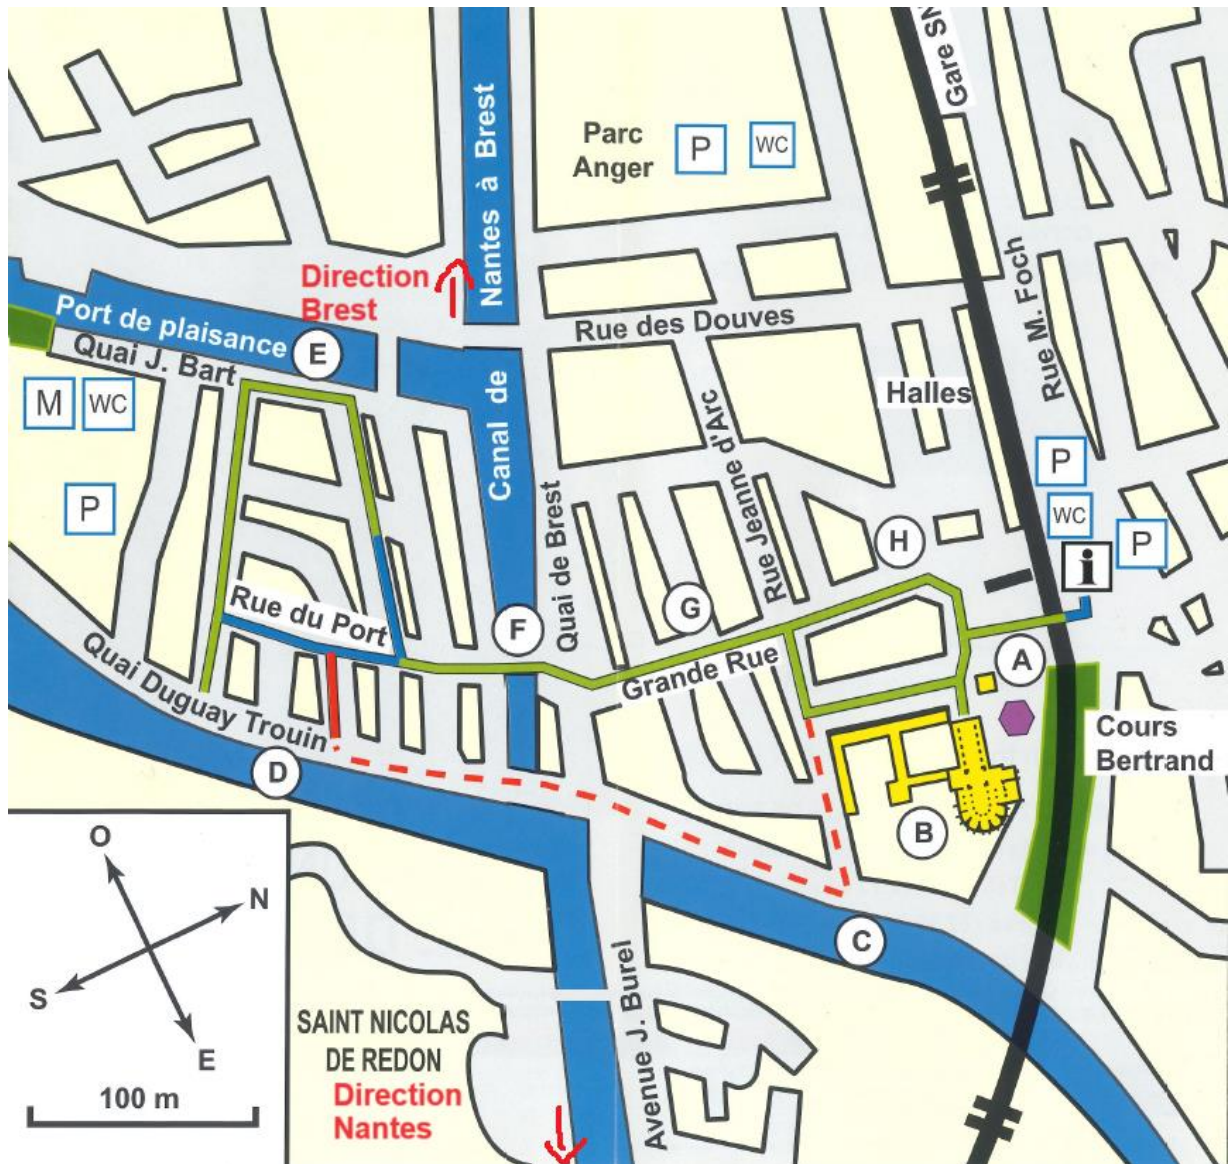 Gare SN
Nantes à Brest
Parc
Anger
P
WC
Rue M. Foch
Direction
Brest
Port de plaisance
E
Quai J. Bart
Rue des Douves
Halles
M
WC
P
Canal de
Rue Jeanne d'Arc
Quai de Brest
P
WC
P
i
H
G
F
Rue du Port
Grande Rue
A
Quai Duguay Trouin
D
Cours
Bertrand
B
C
O
N
S
E
100 m
SAINT NICOLAS
DE REDON
Direction
Nantes
Avenue J. Burel